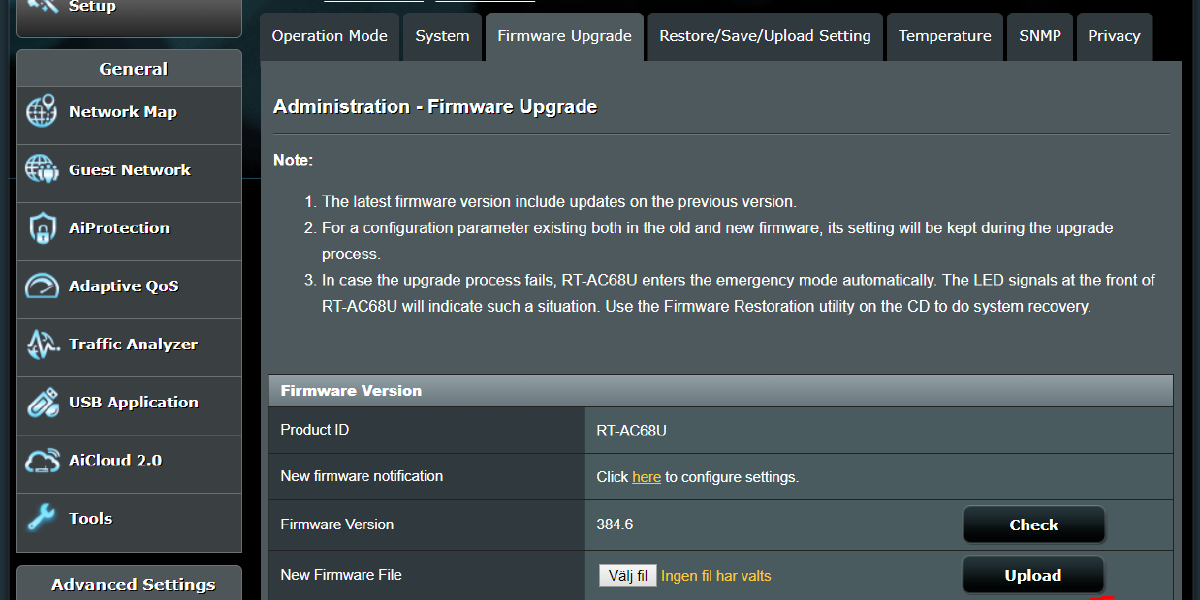 Setup
General
Network Map
Guest Network
AiProtection
Adaptive QoS
Traffic Analyzer
USB Application
AiCloud 2.0
Tools
Advanced Settings
Operation Mode
System
Firmware Upgrade
Restore/Save/Upload Setting
Temperature
SNMP
Privacy
Administration - Firmware Upgrade
Note:
1. The latest firmware version include updates on the previous version.
2. For a configuration parameter existing both in the old and new firmware, its setting will be kept during the upgrade
process.
3. In case the upgrade process fails, RT-AC68U enters the emergency mode automatically. The LED signals at the front of
RT-AC68U will indicate such a situation. Use the Firmware Restoration utility on the CD to do system recovery.
Firmware Version
Product ID RT-AC68U
New firmware notification Click here to configure settings.
Firmware Version 384.6 Check
New Firmware File Välj fil Ingen fil har valts Upload